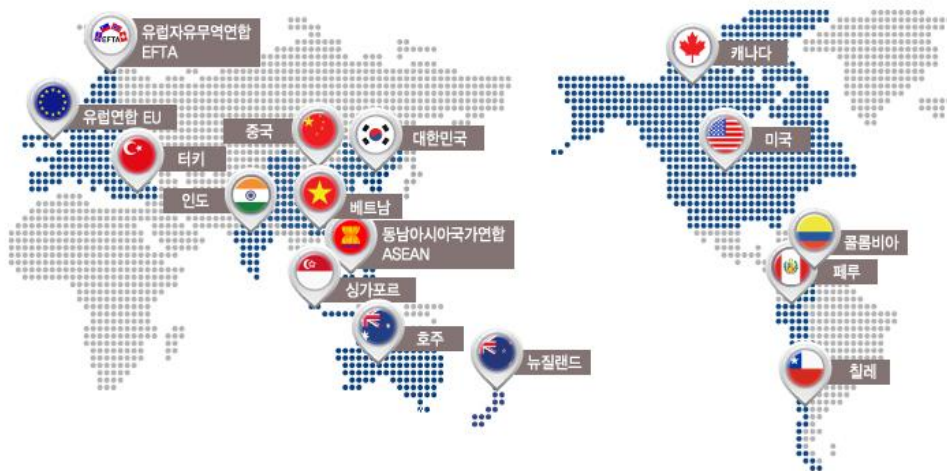 유럽자유무역연합
EFTA
EFTA
유럽연합 EU
터키
중국
대한민국
인도
베트남
동남아시아국가연합
ASEAN
싱가포르
호주
뉴질랜드
캐나다
미국
콜롬비아
페루
칠레